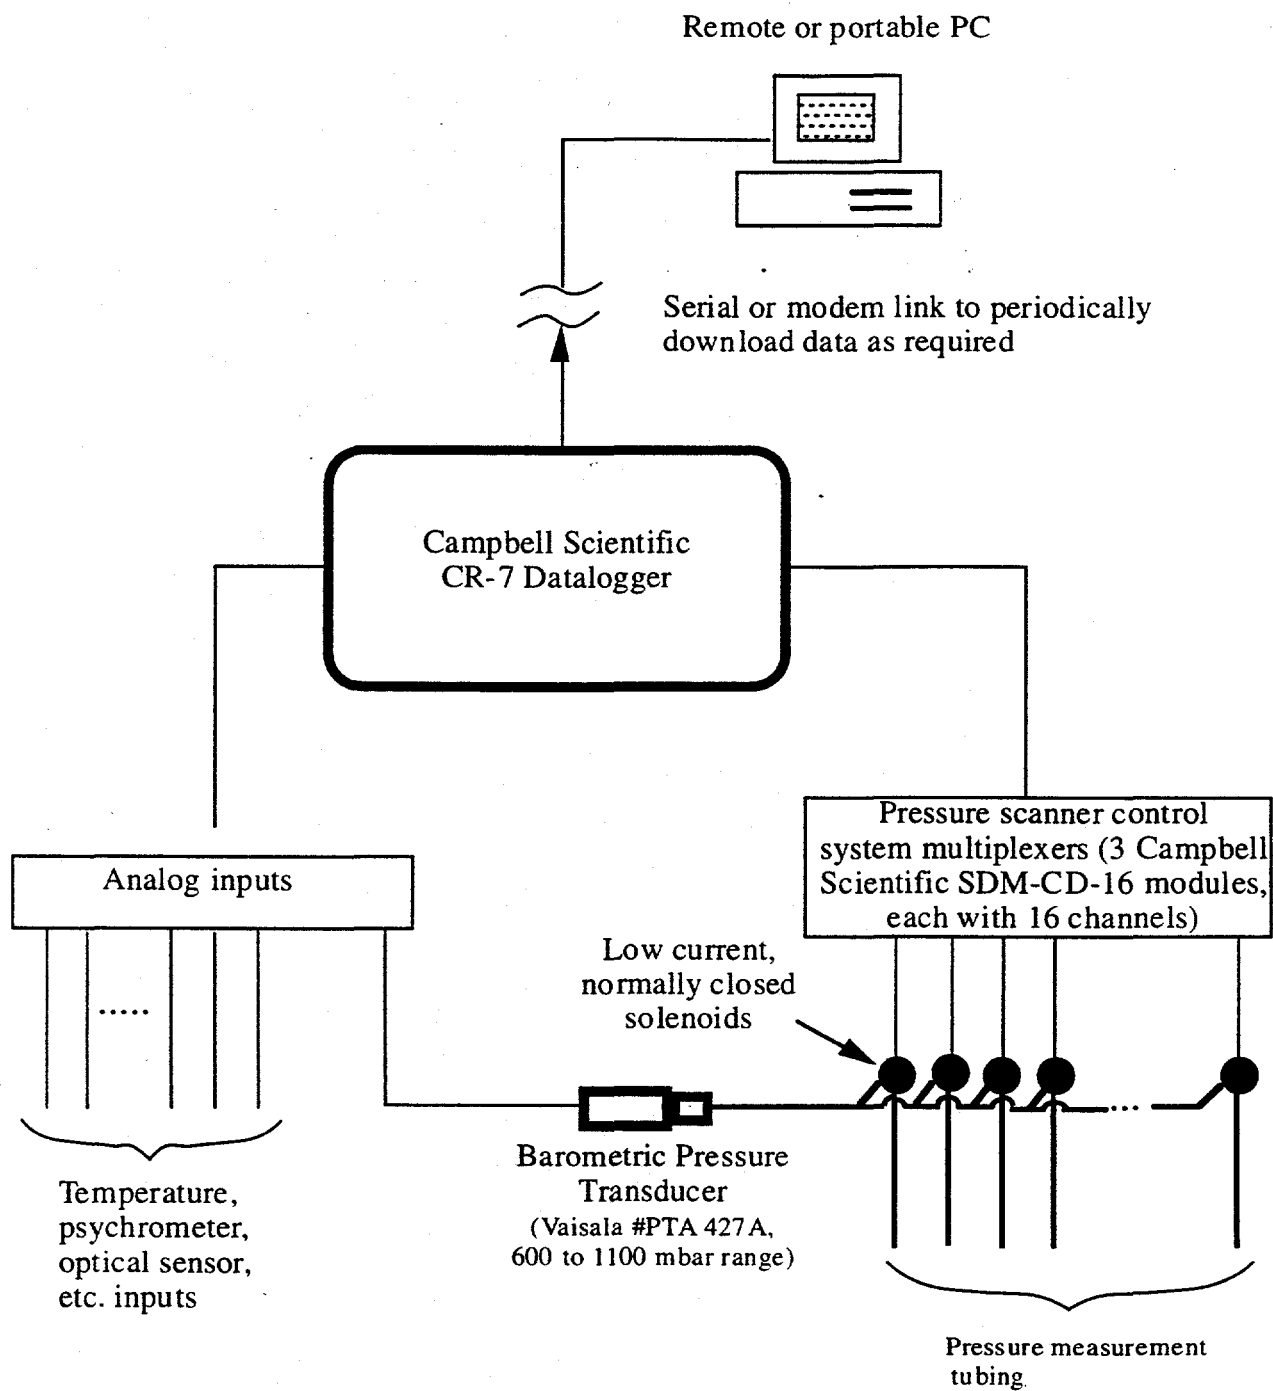 Remote or portable PC
Serial or modem link to periodically
download data as required
Campbell Scientific
CR-7 Datalogger
Pressure scanner control
system multiplexers (3 Campbell
Scientific SDM-CD-16 modules,
each with 16 channels)
Analog inputs
Low current,
normally closed
solenoids
.....
...
Barometric Pressure
Transducer
(Vaisala #PTA 427A,
600 to 1100 mbar range)
Temperature,
psychrometer,
optical sensor,
etc. inputs
Pressure measurement
tubing